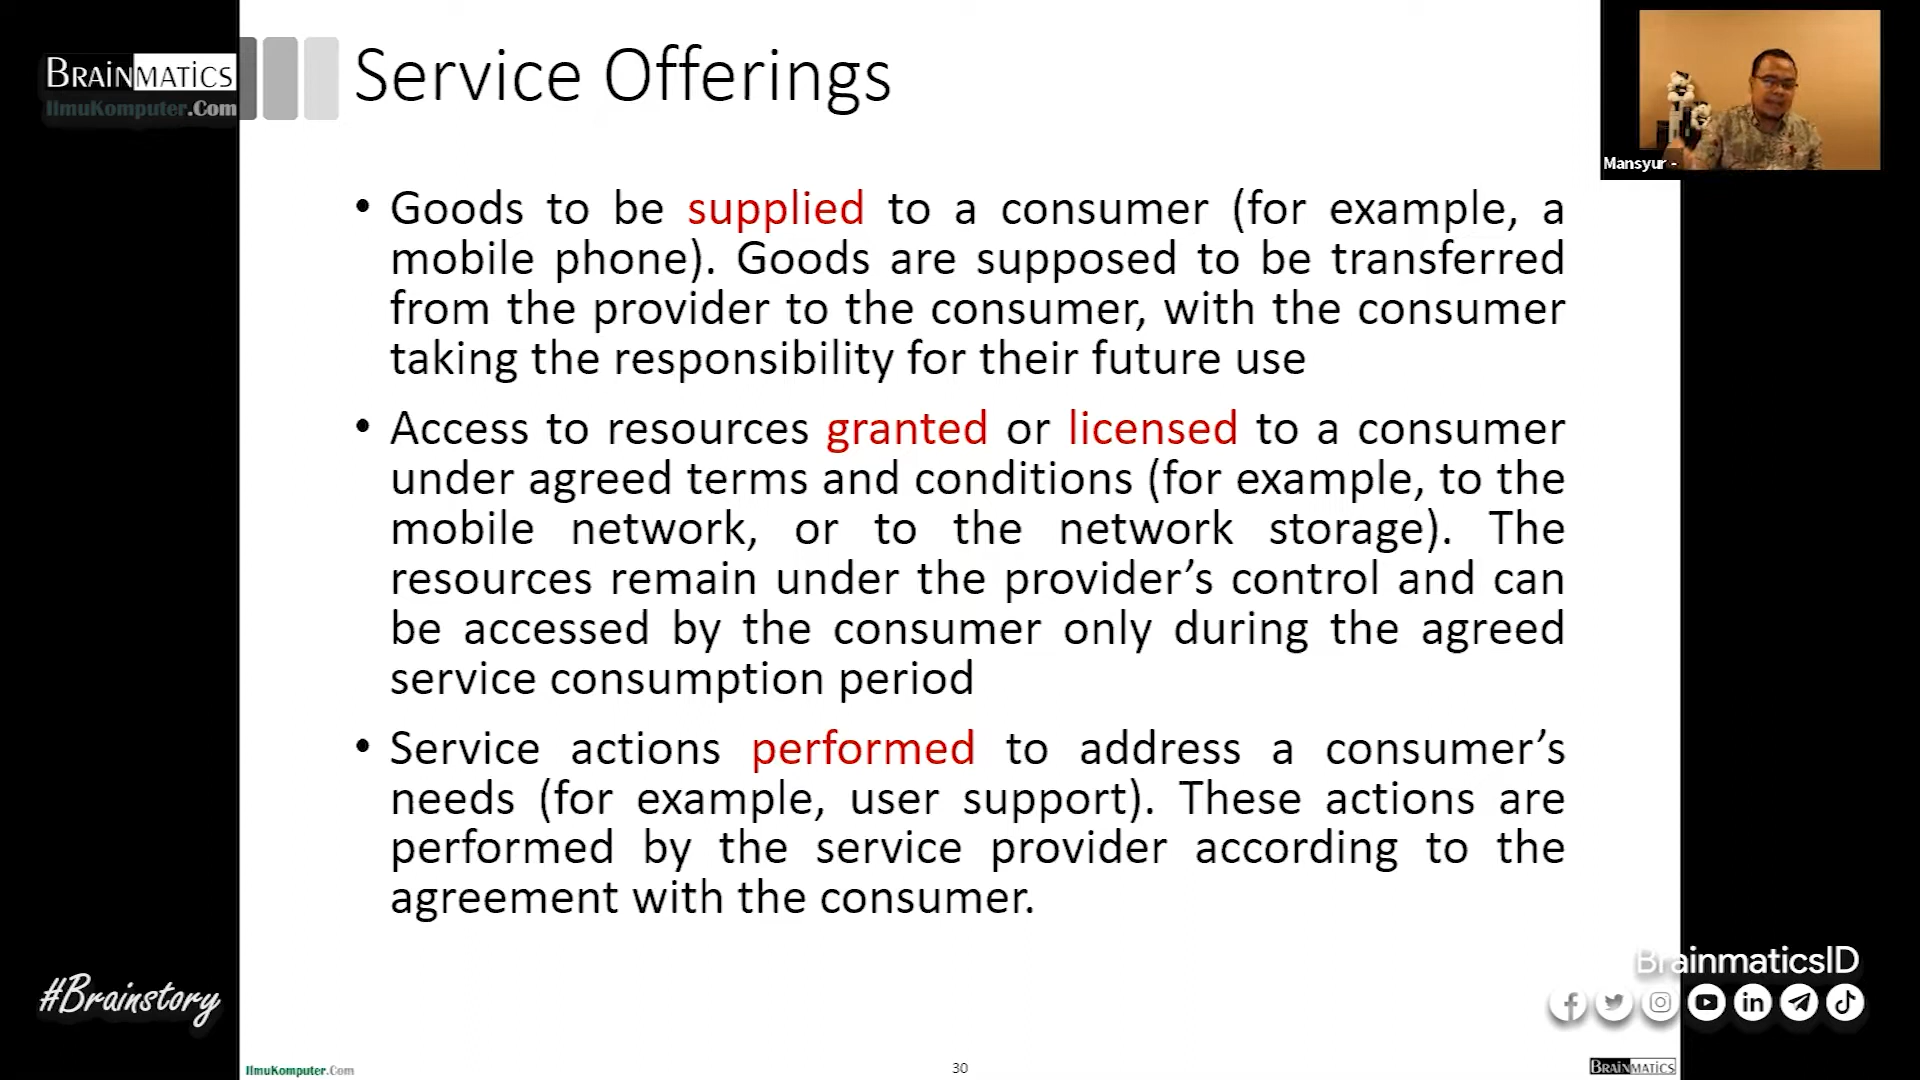 BRAINMATICS
IlmuKomputer.Com
Service Offerings
Mansyur -
• Goods to be supplied to a consumer (for example, a
mobile phone). Goods are supposed to be transferred
from the provider to the consumer, with the consumer
taking the responsibility for their future use
• Access to resources granted or licensed to a consumer
under agreed terms and conditions (for example, to the
mobile network, or to the network storage). The
resources remain under the provider’s control and can
be accessed by the consumer only during the agreed
service consumption period
• Service actions performed to address a consumer’s
needs (for example, user support). These actions are
performed by the service provider according to the
agreement with the consumer.
BrainmaticsID
#Brainstory
IlmuKomputer.Com
30
BRAINMATICS